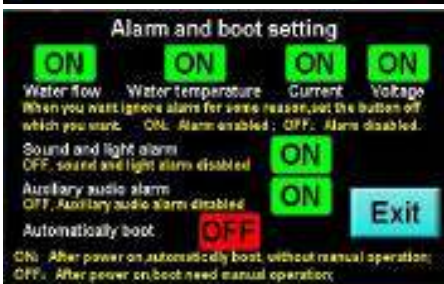 Alarm and boot setting
ON ON ON ON
Water flow Water temperature Current Voltage
When you want ignore alarm for some reason,set the button off
which you want. ON: Alarm enabled ; OFF: Alarm disabled.
Sound and light alarm ON
OFF, sound and light alarm disabled
Auxiliary audio alarm ON
OFF, Auxiliary audio alarm disabled
Exit
Automatically boot OFF
ON: After power on,automatically boot, without manual operation;
OFF: After power on,boot need manual operation;